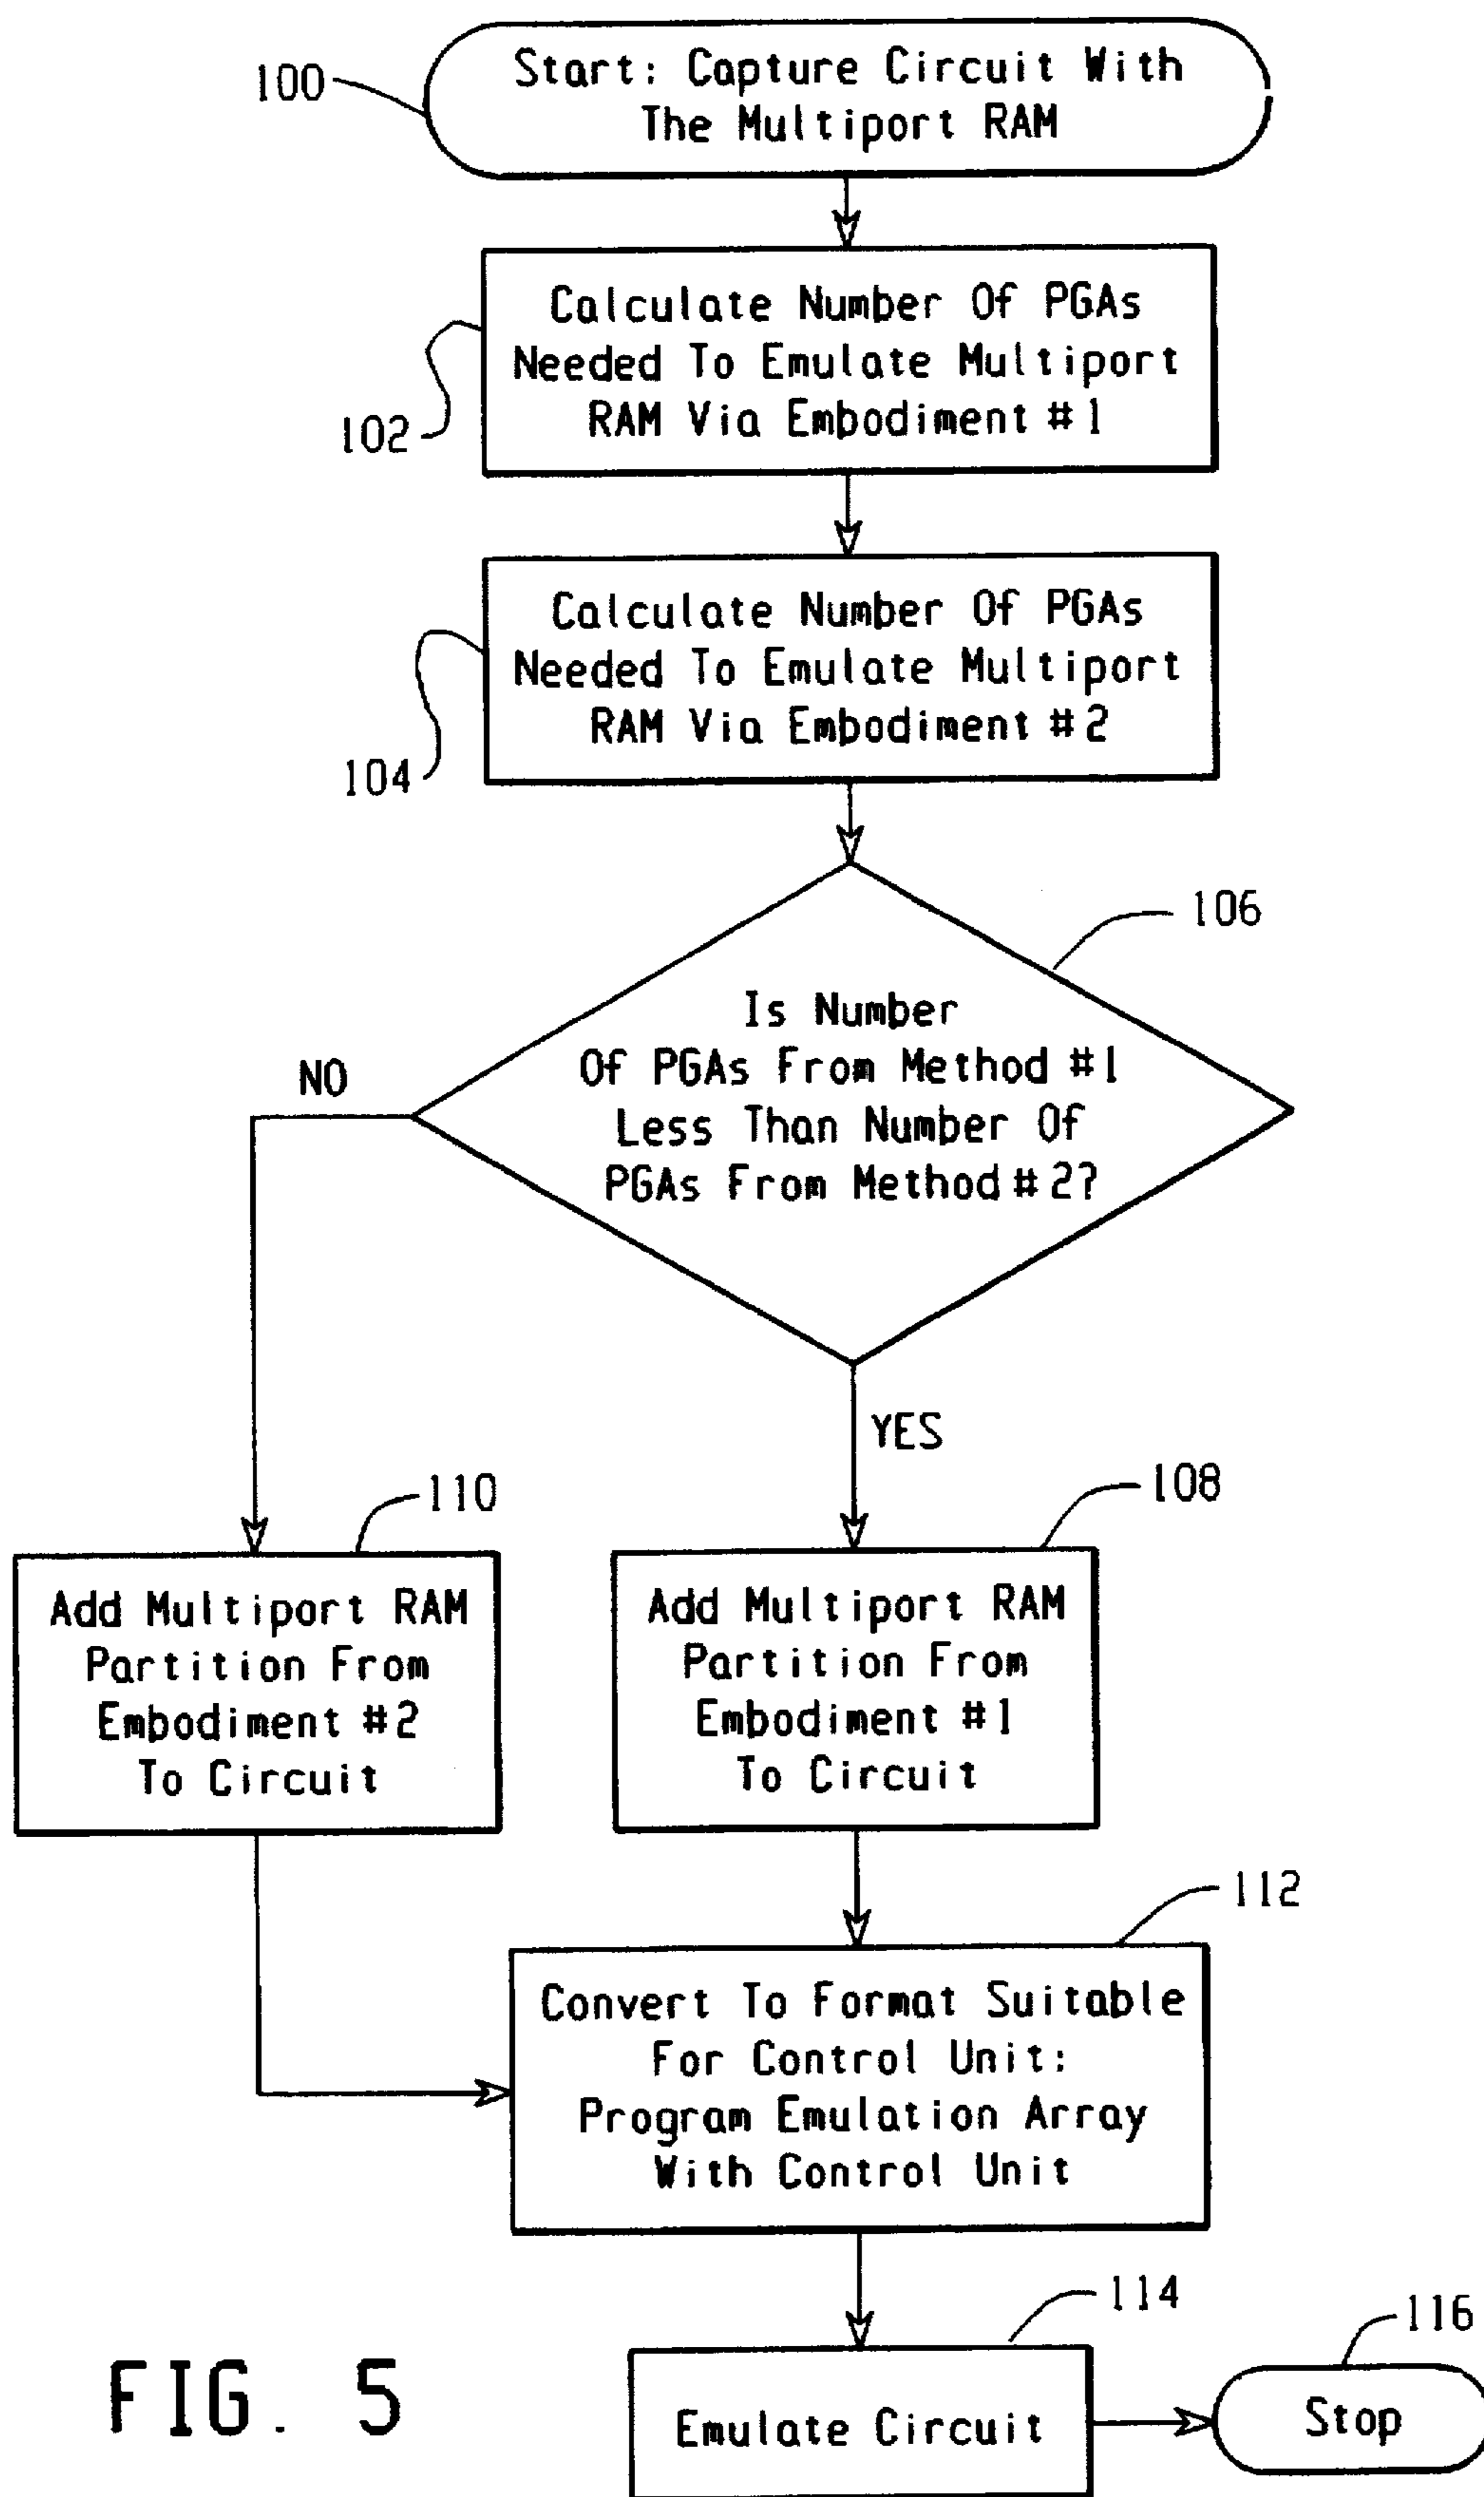 100
Start: Capture Circuit With
The Multiport RAM
Calculate Number Of PGAs
Needed To Emulate Multiport
RAM Via Embodiment #1
102
Calculate Number Of PGAs
Needed To Emulate Multiport
RAM Via Embodiment #2
104
106
Is Number
Of PGAs From Method #1
Less Than Number Of
PGAs From Method #2?
NO
YES
110
108
Add Multiport RAM
Partition From
Embodiment #2
To Circuit
Add Multiport RAM
Partition From
Embodiment #1
To Circuit
112
Convert To Format Suitable
For Control Unit:
Program Emulation Array
With Control Unit
114
116
Emulate Circuit
Stop
FIG. 5